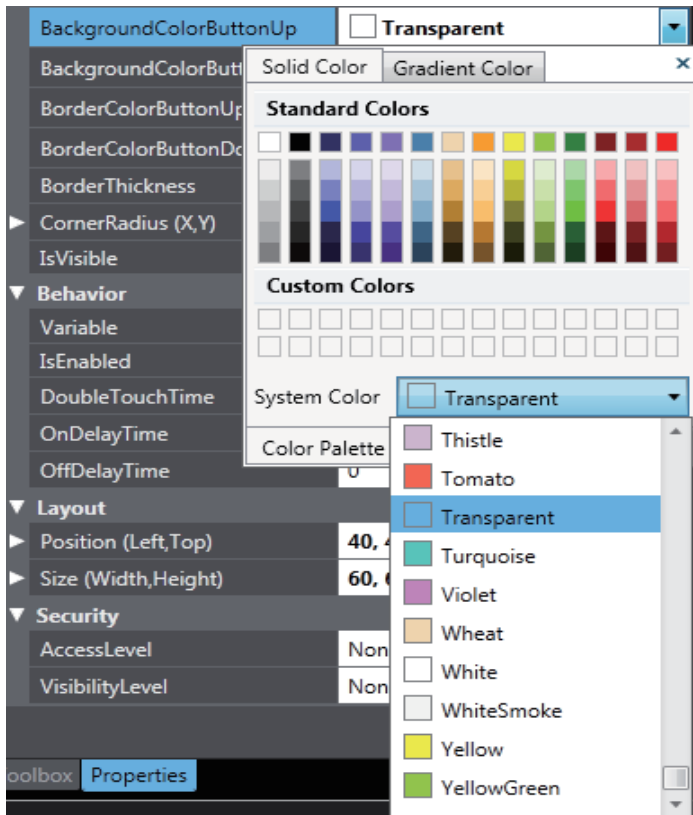 BackgroundColorButtonUp Transparent
BackgroundColorButt Solid Color Gradient Color ×
BorderColorButtonUp Standard Colors
BorderColorButtonDo
BorderThickness
CornerRadius (X,Y)
IsVisible
Behavior Custom Colors
Variable
IsEnabled
DoubleTouchTime System Color Transparent
OnDelayTime Color Palette Thistle
OffDelayTime 0 Tomato
Layout Transparent
Position (Left,Top) 40, 4 Turquoise
Size (Width,Height) 60, 6 Violet
Security Wheat
AccessLevel Non White
VisibilityLevel Non WhiteSmoke
Yellow
oolbox Properties YellowGreen